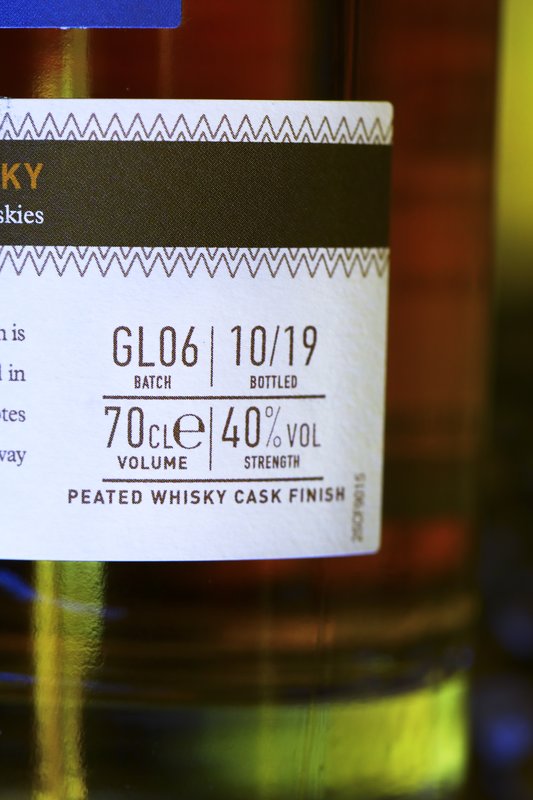 KY
skies
n is
d in
otes
way
GL06 10/19
BATCH BOTTLED
70CLe 40%VOL
VOLUME STRENGTH
PEATED WHISKY CASK FINISH